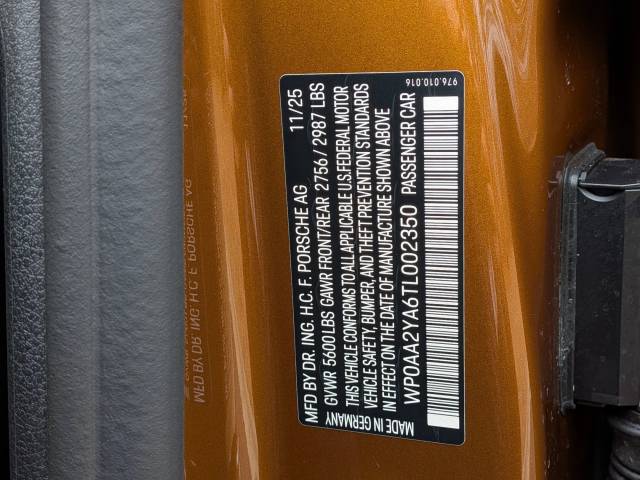 976.010.016
MFD BY DR. ING. H.C. F. PORSCHE AG 11/25
GVWR 5600 LBS GAWR FRONT/REAR 2756 / 2987 LBS
THIS VEHICLE CONFORMS TO ALL APPLICABLE U.S.FEDERAL MOTOR
VEHICLE SAFETY, BUMPER, AND THEFT PREVENTION STANDARDS
IN EFFECT ON THE DATE OF MANUFACTURE SHOWN ABOVE
WP0AA2YA6TL002350 PASSENGER CAR
MADE IN GERMANY